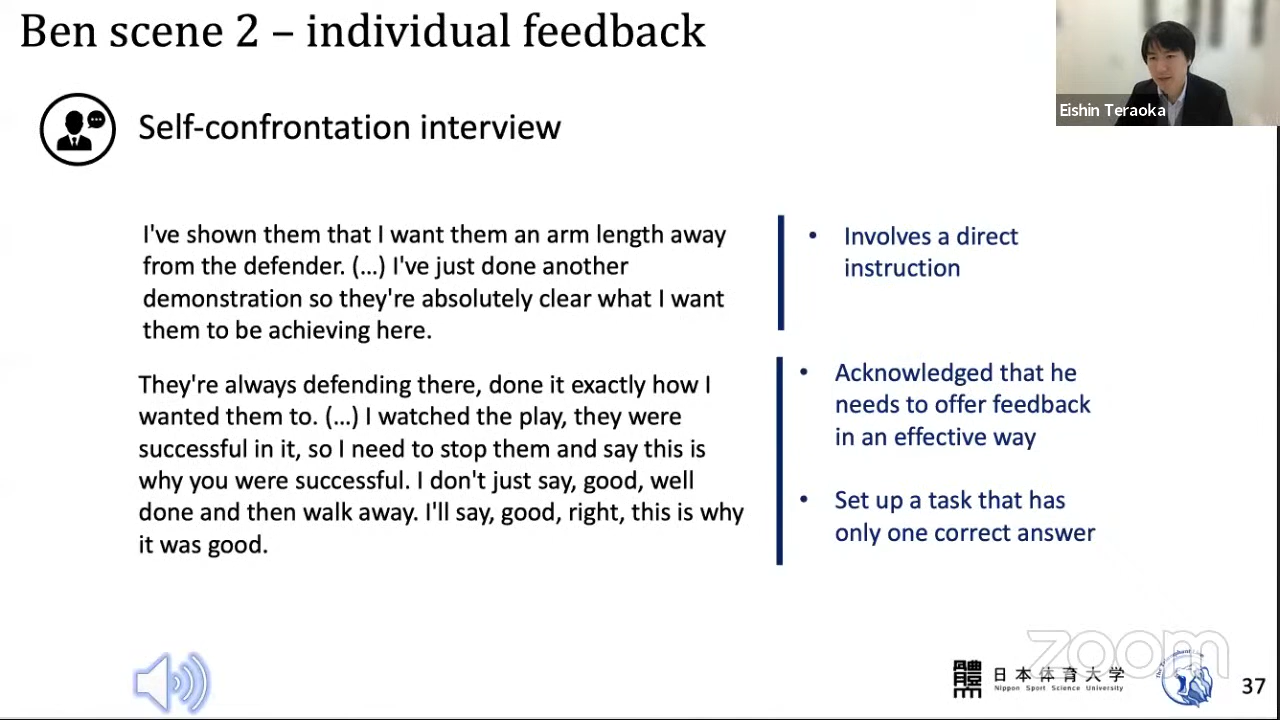 Ben scene 2 – individual feedback
Eishin Teraoka
Self-confrontation interview
I've shown them that I want them an arm length away
from the defender. (...) I've just done another
demonstration so they're absolutely clear what I want
them to be achieving here.
• Involves a direct
instruction
They're always defending there, done it exactly how I
wanted them to. (...) I watched the play, they were
successful in it, so I need to stop them and say this is
why you were successful. I don't just say, good, well
done and then walk away. I'll say, good, right, this is why
it was good.
• Acknowledged that he
needs to offer feedback
in an effective way
• Set up a task that has
only one correct answer
zoom
日本体育大学
Nippon Sport Science University
37